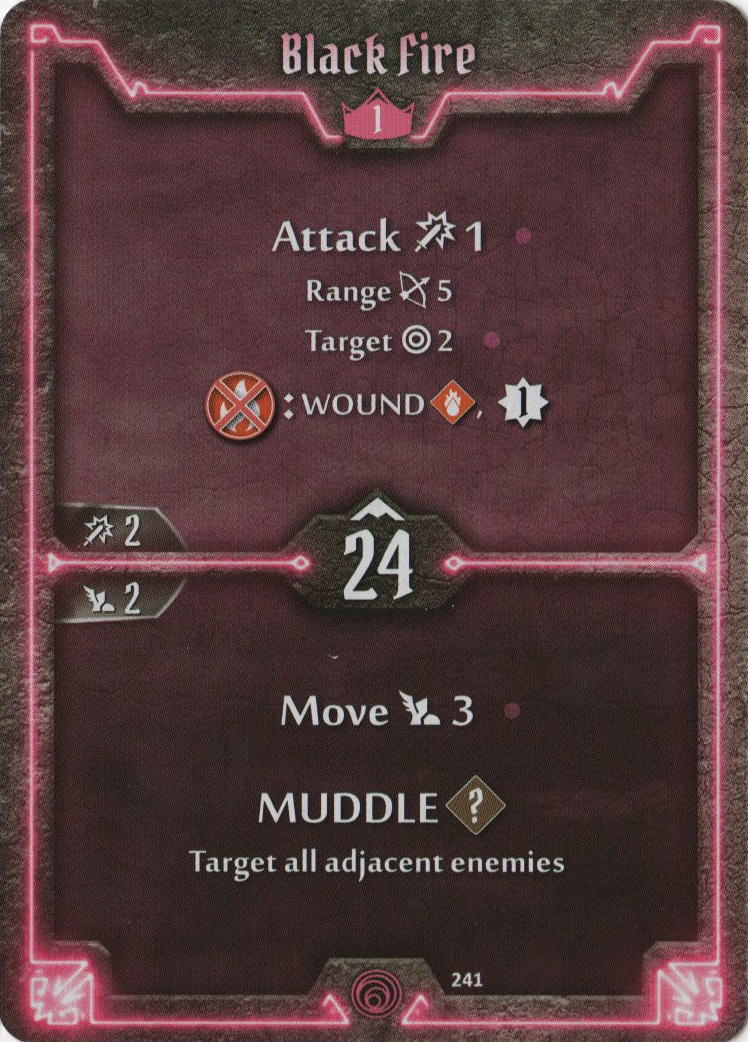 Black Fire
1
Attack 1
Range 5
Target 2
: WOUND , 1
2
24
2
Move 3
MUDDLE ?
Target all adjacent enemies
241